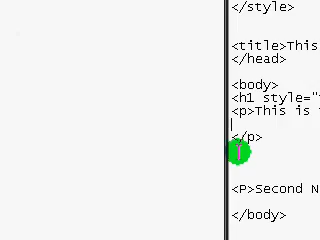 </style>
<title>This
</head>
<body>
<h1 style="
<p>This is
</p>
<P>Second N
</body>